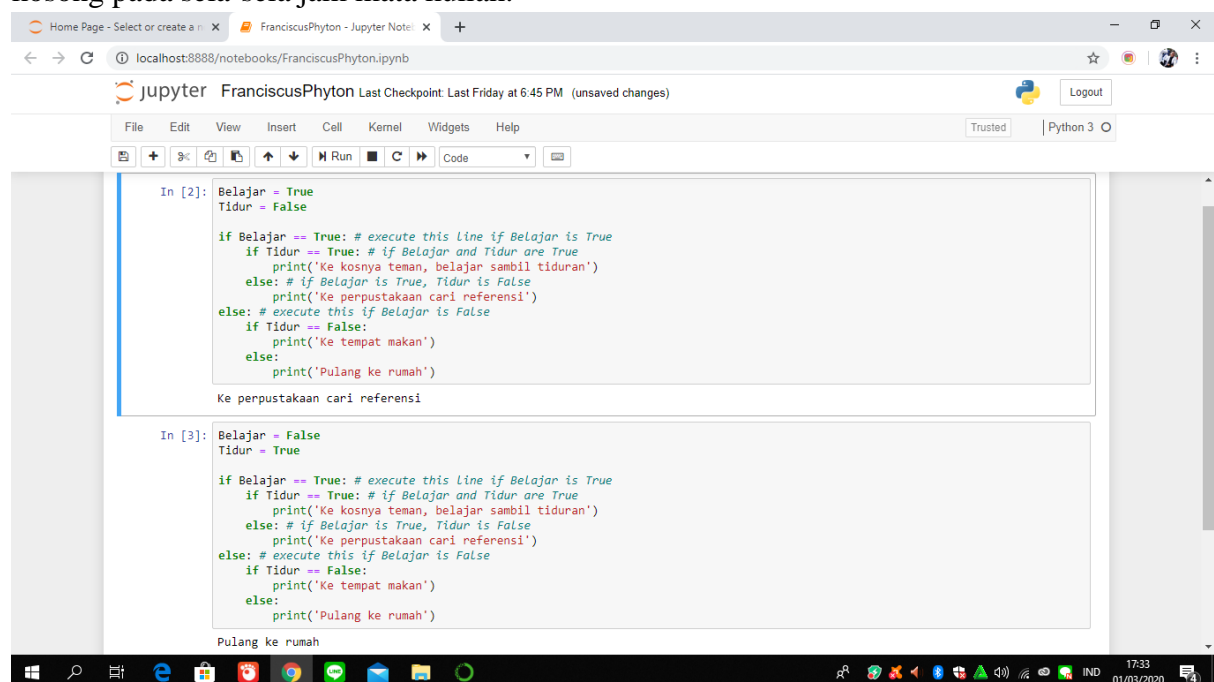 kosong pada sela-sela jam mata kuliah.
Home Page - Select or create a n
FranciscusPhyton - Jupyter Note
localhost:8888/notebooks/FranciscusPhyton.ipynb
jupyter FranciscusPhyton Last Checkpoint: Last Friday at 6:45 PM (unsaved changes)
Logout
File Edit View Insert Cell Kernel Widgets Help
Trusted
Python 3
Run
Code
In [2]: Belajar = True
Tidur = False
if Belajar == True: # execute this line if Belajar is True
    if Tidur == True: # if Belajar and Tidur are True
        print('Ke kosnya teman, belajar sambil tiduran')
    else: # if Belajar is True, Tidur is False
        print('Ke perpustakaan cari referensi')
else: # execute this if Belajar is False
    if Tidur == False:
        print('Ke tempat makan')
    else:
        print('Pulang ke rumah')
Ke perpustakaan cari referensi
In [3]: Belajar = False
Tidur = True
if Belajar == True: # execute this line if Belajar is True
    if Tidur == True: # if Belajar and Tidur are True
        print('Ke kosnya teman, belajar sambil tiduran')
    else: # if Belajar is True, Tidur is False
        print('Ke perpustakaan cari referensi')
else: # execute this if Belajar is False
    if Tidur == False:
        print('Ke tempat makan')
    else:
        print('Pulang ke rumah')
Pulang ke rumah
IND
17:33
01/03/2020
4